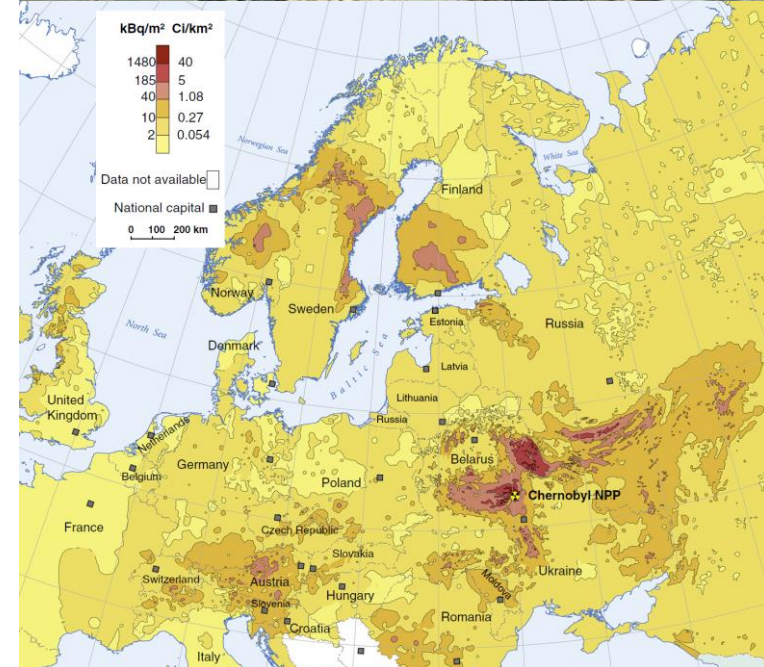 kBq/m² Ci/km²
1480 40
185 5
40 1.08
10 0.27
2 0.054
Data not available
National capital
0 100 200 km
Norwegian Sea
White Sea
Finland
Norway
Sweden
Estonia
Russia
North Sea
Denmark
Baltic Sea
Latvia
Lithuania
Russia
United
Kingdom
Netherlands
Belgium
Germany
Poland
Belarus
Chernobyl NPP
France
Czech Republic
Slovakia
Ukraine
Switzerland
Austria
Hungary
Moldova
Slovenia
Croatia
Romania
Italy